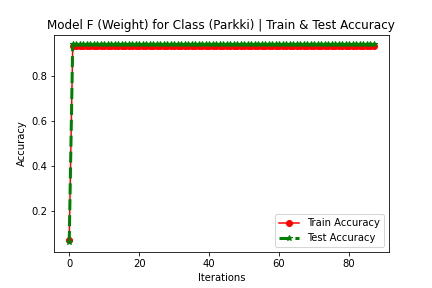 Model F (Weight) for Class (Parkki) | Train & Test Accuracy
0.8
0.6
0.4
0.2
Accuracy
Train Accuracy
Test Accuracy
0 20 40 60 80
Iterations